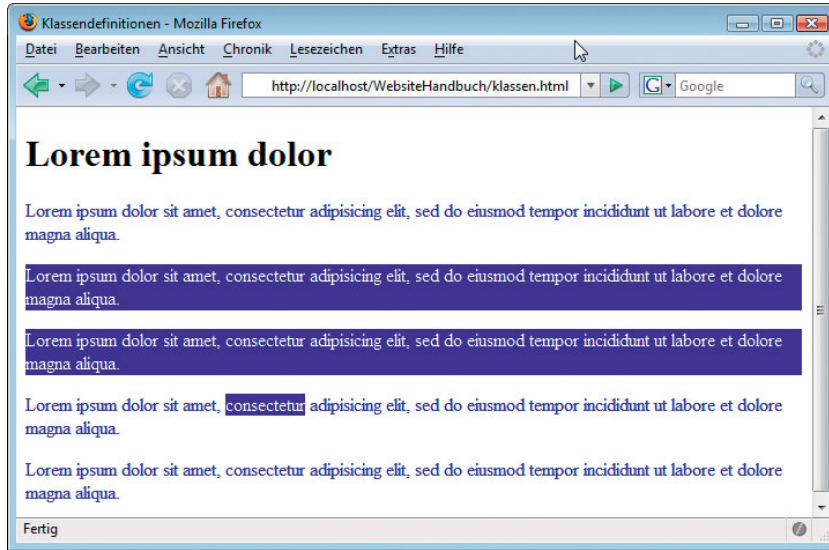 Klassendefinitionen - Mozilla Firefox
Datei Bearbeiten Ansicht Chronik Lesezeichen Extras Hilfe
http://localhost/WebsiteHandbuch/klassen.html G Google
Lorem ipsum dolor
Lorem ipsum dolor sit amet, consectetur adipisicing elit, sed do eiusmod tempor incididunt ut labore et dolore
magna aliqua.
Lorem ipsum dolor sit amet, consectetur adipisicing elit, sed do eiusmod tempor incididunt ut labore et dolore
magna aliqua.
Lorem ipsum dolor sit amet, consectetur adipisicing elit, sed do eiusmod tempor incididunt ut labore et dolore
magna aliqua.
Lorem ipsum dolor sit amet, consectetur adipisicing elit, sed do eiusmod tempor incididunt ut labore et dolore
magna aliqua.
Lorem ipsum dolor sit amet, consectetur adipisicing elit, sed do eiusmod tempor incididunt ut labore et dolore
magna aliqua.
Fertig